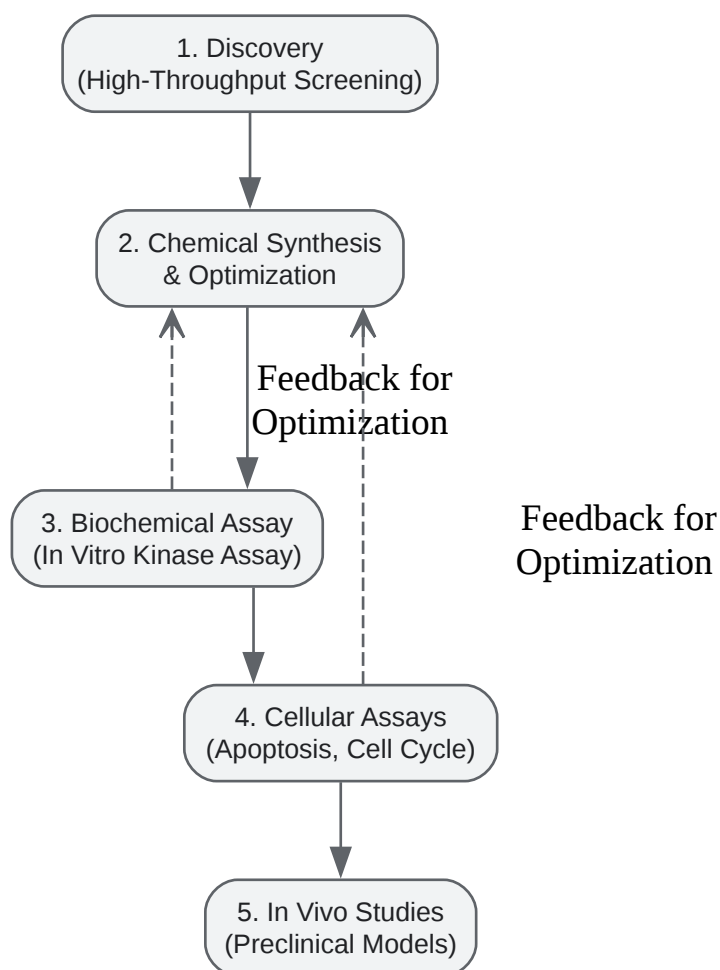 1. Discovery
(High-Throughput Screening)
2. Chemical Synthesis
& Optimization
Feedback for
Optimization
3. Biochemical Assay
(In Vitro Kinase Assay)
Feedback for
Optimization
4. Cellular Assays
(Apoptosis, Cell Cycle)
5. In Vivo Studies
(Preclinical Models)